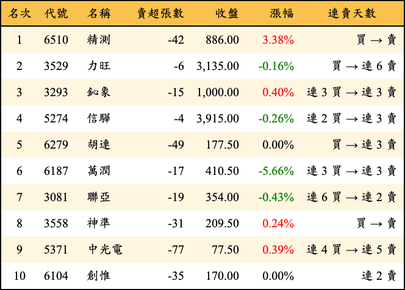 名次 代號 名稱 賣超張數 收盤 漲幅 連賣天數
1 6510 精測 -42 886.00 3.38% 買 → 賣
2 3529 力旺 -6 3,135.00 -0.16% 買 → 連 6 賣
3 3293 鈊象 -15 1,000.00 0.40% 連 3 買 → 連 3 賣
4 5274 信驊 -4 3,915.00 -0.26% 連 2 買 → 連 3 賣
5 6279 胡連 -49 177.50 0.00% 買 → 連 3 賣
6 6187 萬潤 -17 410.50 -5.66% 連 3 買 → 連 3 賣
7 3081 聯亞 -19 354.00 -0.43% 連 6 買 → 連 2 賣
8 3558 神準 -31 209.50 0.24% 買 → 賣
9 5371 中光電 -77 77.50 0.39% 連 4 買 → 連 5 賣
10 6104 創惟 -35 170.00 0.00% 連 2 賣